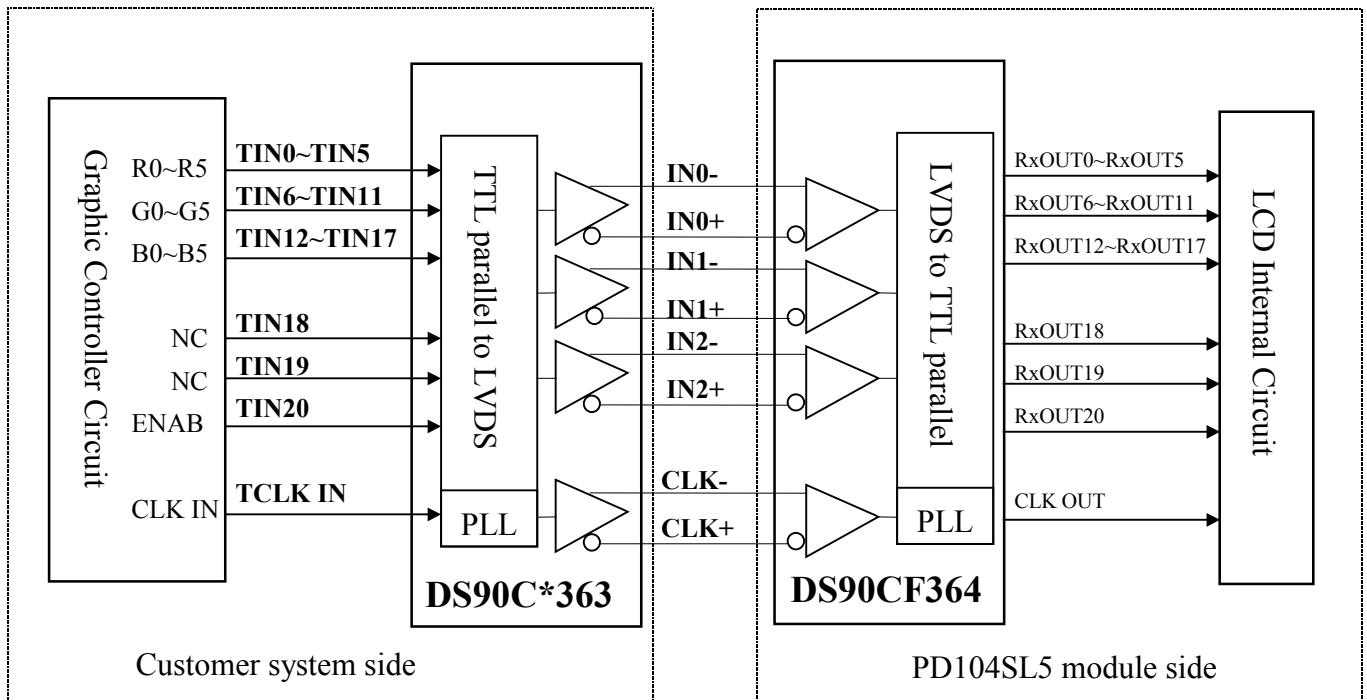 Graphic Controller Circuit
R0~R5
G0~G5
B0~B5
NC
NC
ENAB
CLK IN
TIN0~TIN5
TIN6~TIN11
TIN12~TIN17
TIN18
TIN19
TIN20
TCLK IN
TTL parallel to LVDS
PLL
DS90C*363
IN0-
IN0+
IN1-
IN1+
IN2-
IN2+
CLK-
CLK+
LVDS to TTL parallel
PLL
DS90CF364
RxOUT0~RxOUT5
RxOUT6~RxOUT11
RxOUT12~RxOUT17
RxOUT18
RxOUT19
RxOUT20
CLK OUT
LCD Internal Circuit
Customer system side
PD104SL5 module side